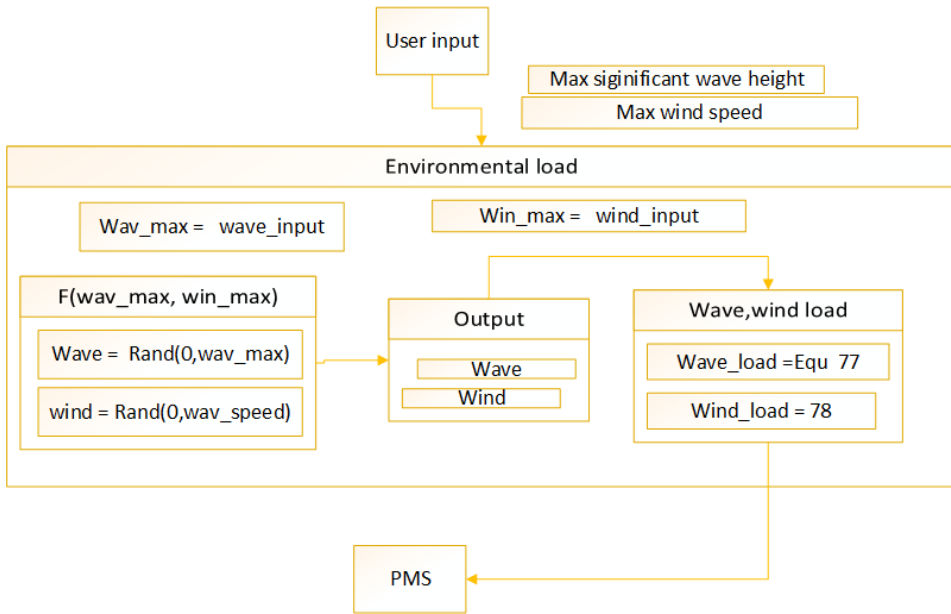 User input
Max siginificant wave height
Max wind speed
Environmental load
Wav_max = wave_input
Win_max = wind_input
F(wav_max, win_max)
Wave = Rand(0,wav_max)
wind = Rand(0,wav_speed)
Output
Wave
Wind
Wave,wind load
Wave_load =Equ 77
Wind_load = 78
PMS